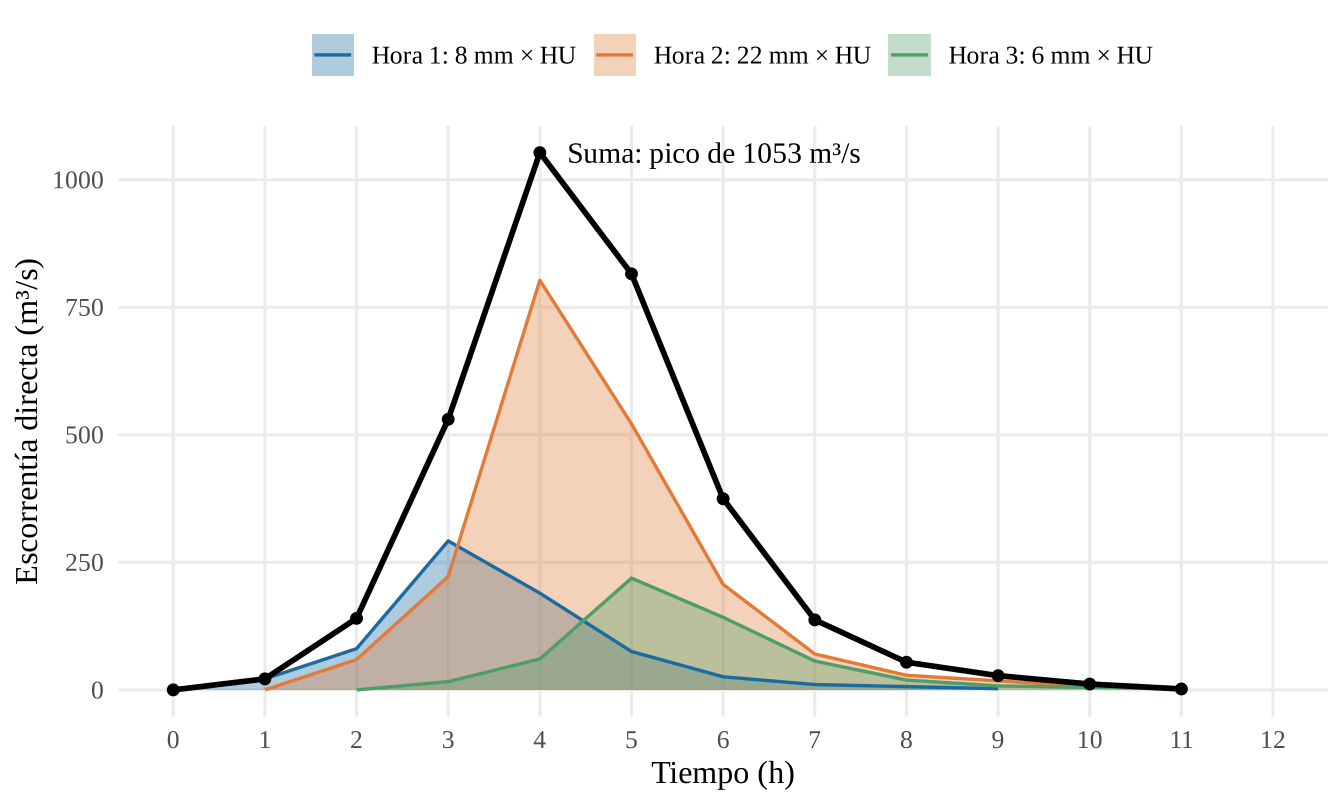 Hora 1: 8 mm × HU
Hora 2: 22 mm × HU
Hora 3: 6 mm × HU
Suma: pico de 1053 m³/s
Escorrentía directa (m³/s)
1000
750
500
250
0
0 1 2 3 4 5 6 7 8 9 10 11 12
Tiempo (h)